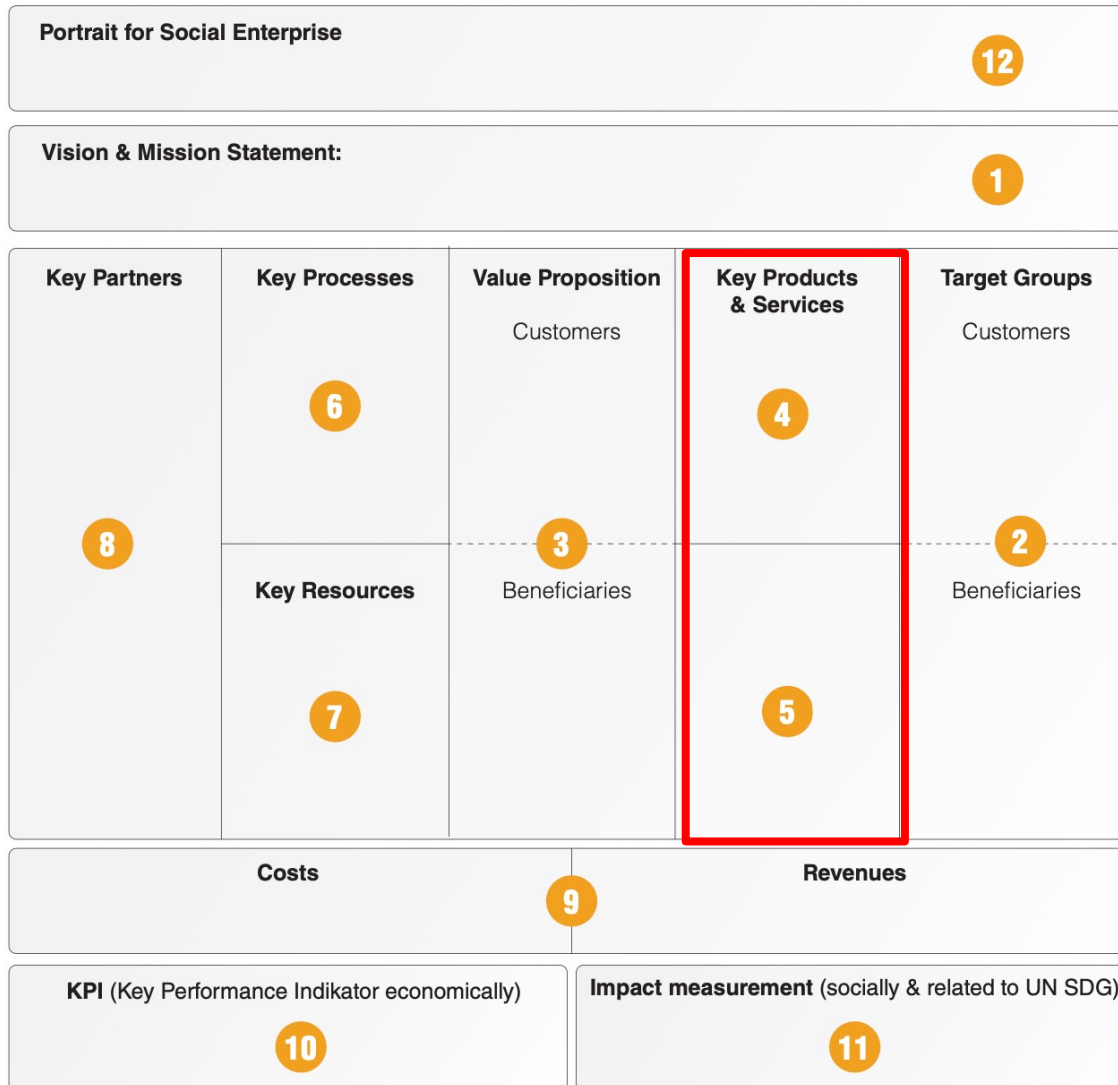 Portrait for Social Enterprise
12
Vision & Mission Statement:
1
Key Partners
8
Key Processes
6
Key Resources
7
Value Proposition
Customers
3
Beneficiaries
Key Products
& Services
4
5
Target Groups
Customers
2
Beneficiaries
Costs
9
Revenues
KPI (Key Performance Indikator economically)
10
Impact measurement (socially & related to UN SDG)
11